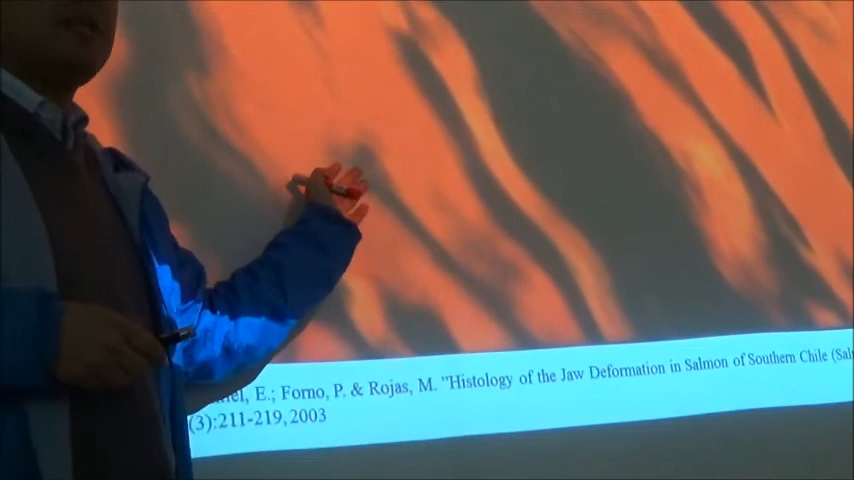 E.; Forno, P. & Rojas, M. "Histology of the Jaw Deformation in Salmon of Southern Chile
(3):211-219, 2003